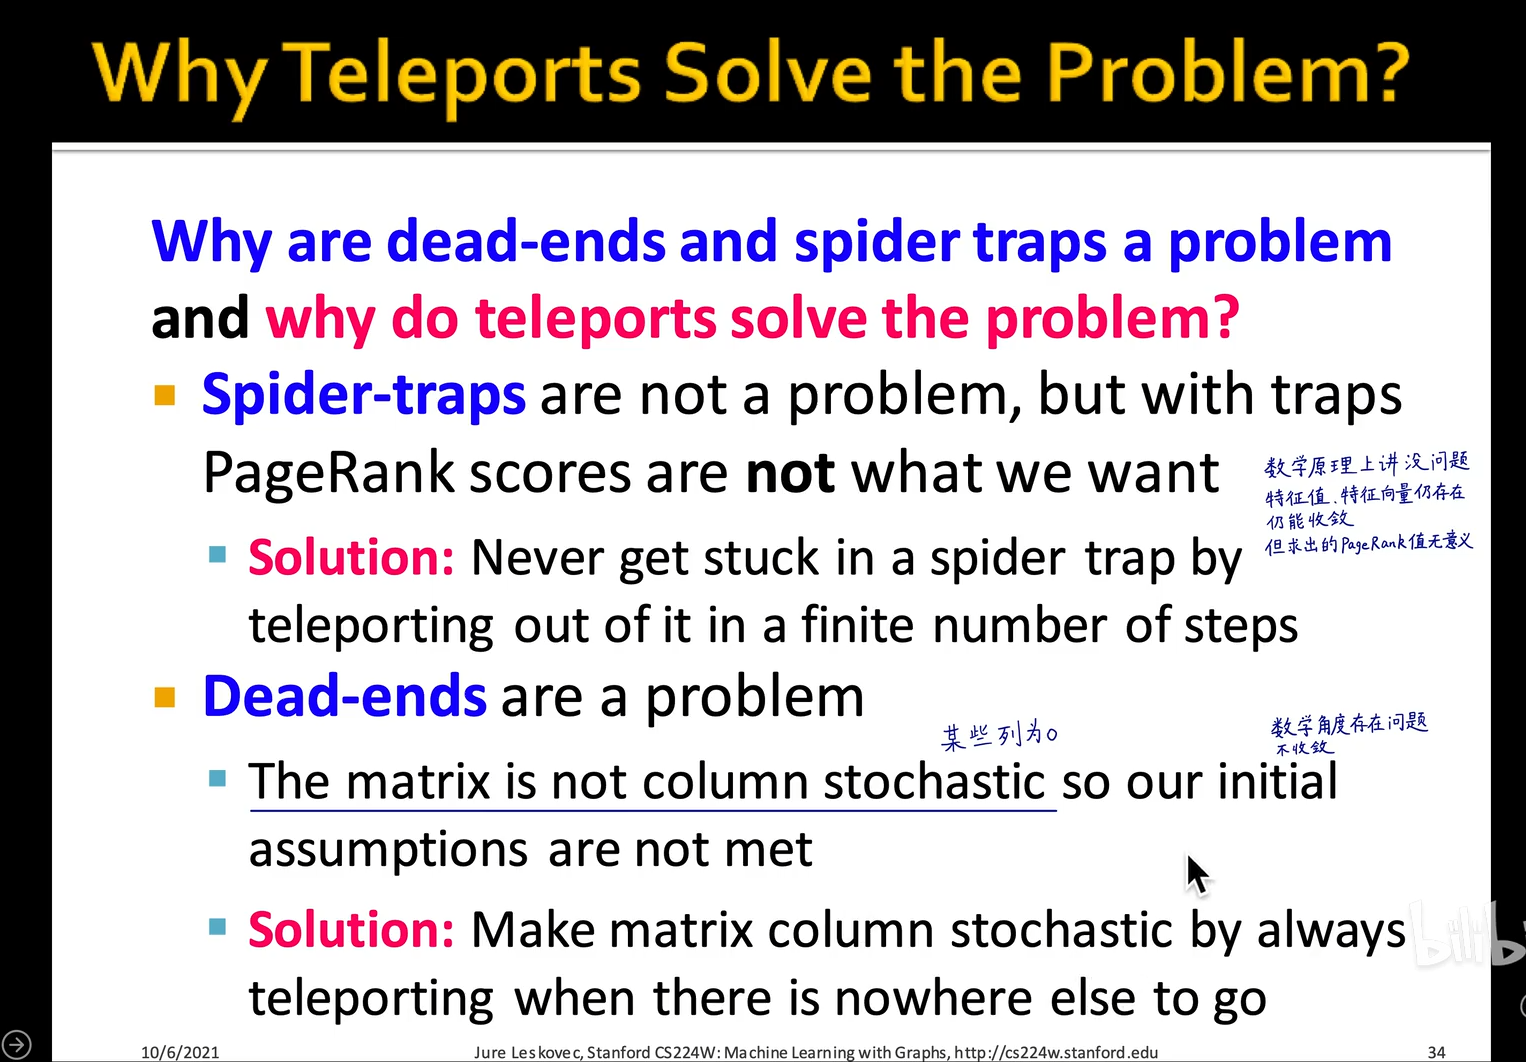 Why Teleports Solve the Problem?
Why are dead-ends and spider traps a problem
and why do teleports solve the problem?
Spider-traps are not a problem, but with traps
PageRank scores are not what we want
数学原理上讲没问题
特征值、特征向量仍存在
仍能收敛
但求出的PageRank值无意义
Solution: Never get stuck in a spider trap by
teleporting out of it in a finite number of steps
Dead-ends are a problem
某些列为0
数学角度存在问题
不收敛
The matrix is not column stochastic so our initial
assumptions are not met
Solution: Make matrix column stochastic by always
teleporting when there is nowhere else to go
10/6/2021
Jure Leskovec, Stanford CS224W: Machine Learning with Graphs, http://cs224w.stanford.edu
34